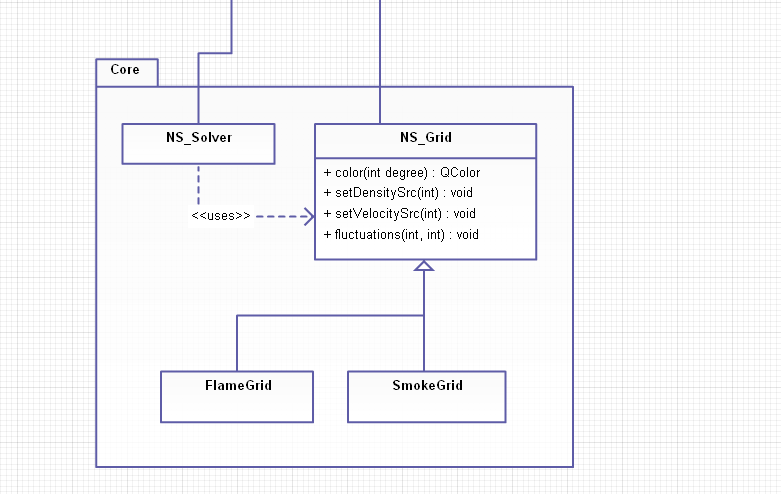 Core
NS_Solver
NS_Grid
+ color(int degree) : QColor
+ setDensitySrc(int) : void
+ setVelocitySrc(int) : void
+ fluctuations(int, int) : void
<<uses>>
FlameGrid
SmokeGrid